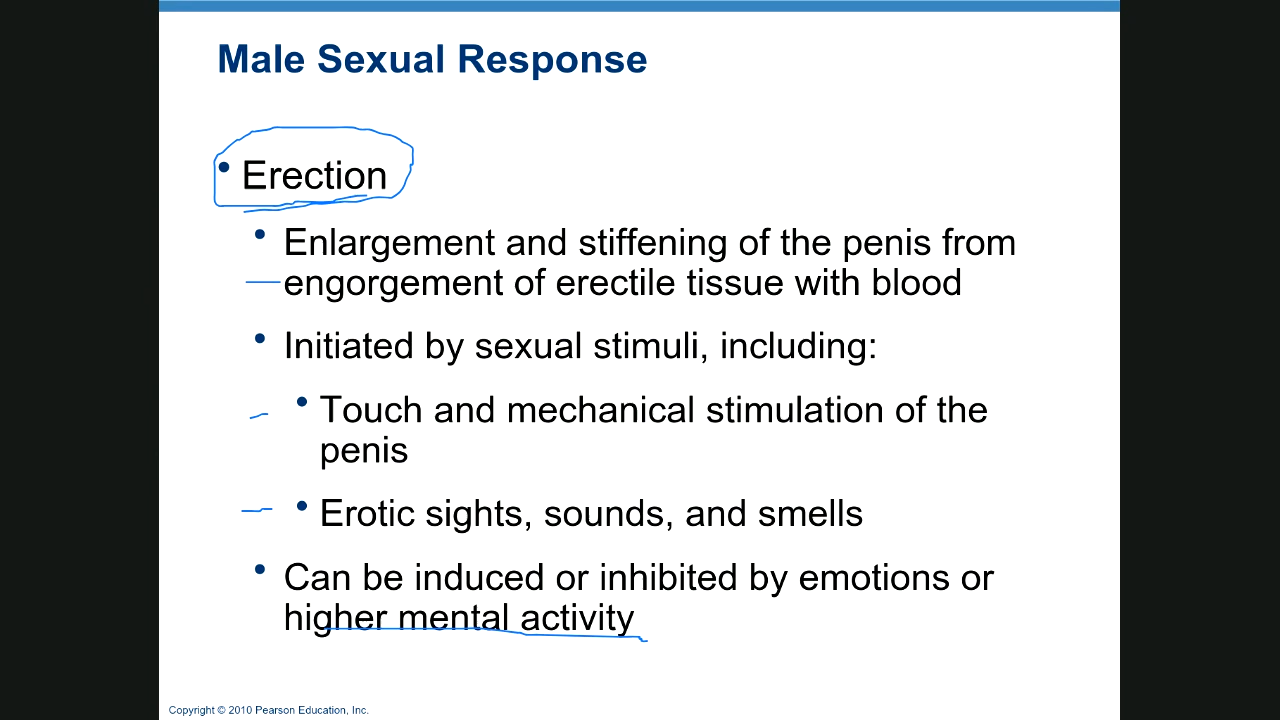 Male Sexual Response
• Erection
• Enlargement and stiffening of the penis from
engorgement of erectile tissue with blood
• Initiated by sexual stimuli, including:
• Touch and mechanical stimulation of the
penis
• Erotic sights, sounds, and smells
• Can be induced or inhibited by emotions or
higher mental activity
Copyright © 2010 Pearson Education, Inc.